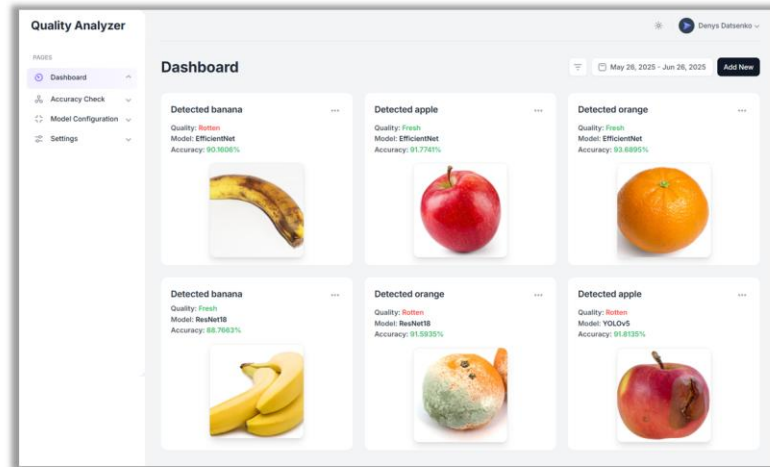 Quality Analyzer
Denys Datsenko
PAGES
Dashboard
Accuracy Check
Model Configuration
Settings
Dashboard
May 26, 2025 - Jun 26, 2025
Add New
Detected banana
Quality: Rotten
Model: EfficientNet
Accuracy: 90.1606%
Detected apple
Quality: Fresh
Model: EfficientNet
Accuracy: 91.7741%
Detected orange
Quality: Fresh
Model: EfficientNet
Accuracy: 93.6895%
Detected banana
Quality: Fresh
Model: ResNet18
Accuracy: 88.7663%
Detected orange
Quality: Rotten
Model: ResNet18
Accuracy: 91.5935%
Detected apple
Quality: Rotten
Model: YOLOv5
Accuracy: 91.8135%